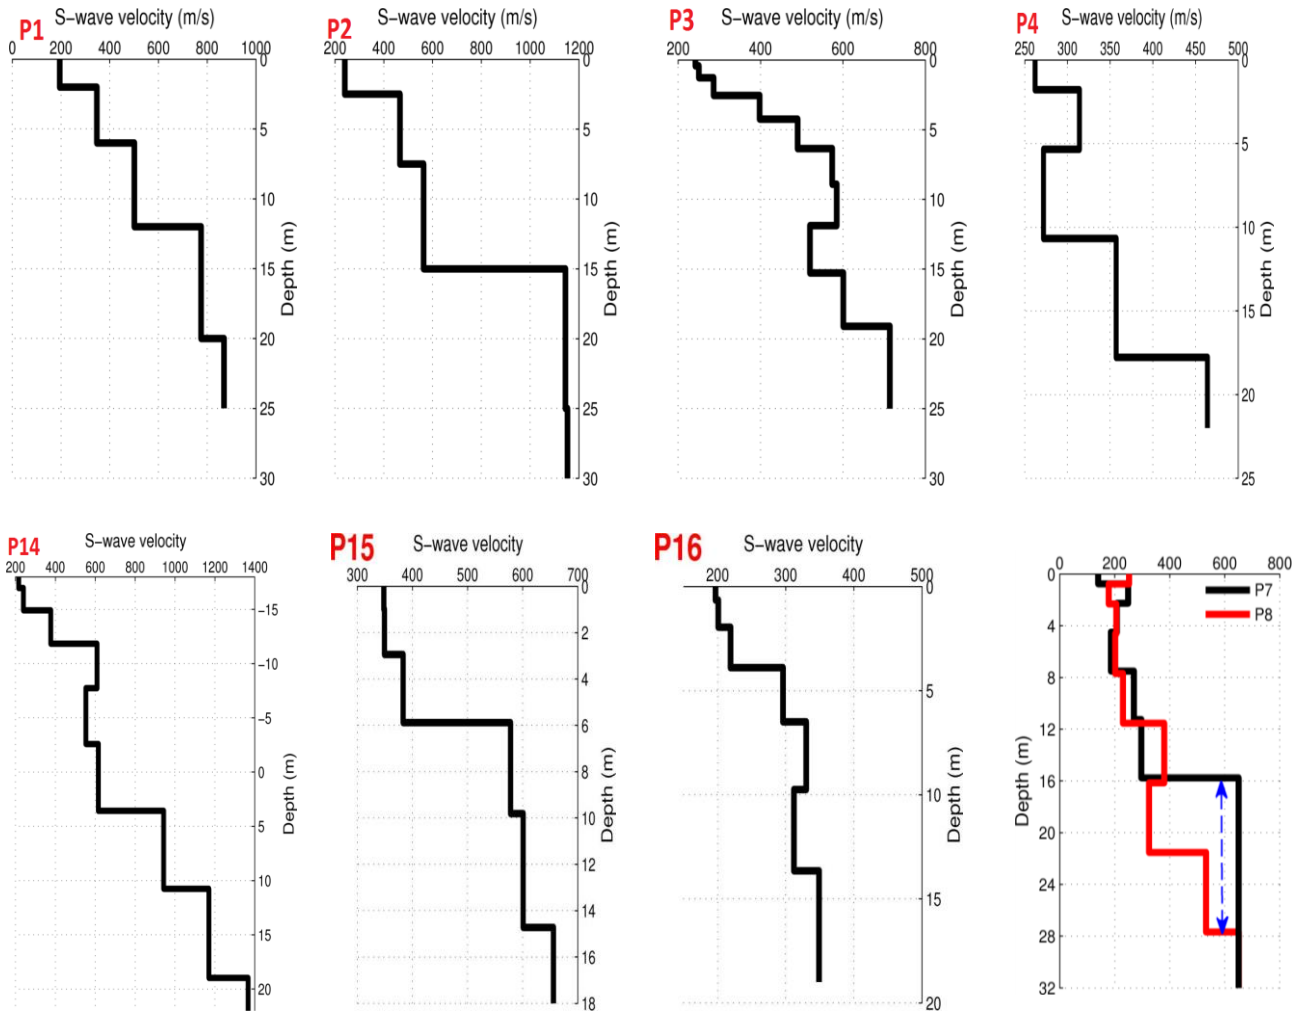 P1 S-wave velocity (m/s)
0 200 400 600 800 1000
0
5
10
15
20
25
30
Depth (m)
P2 S-wave velocity (m/s)
0 200 400 600 800 1000 1200
0
5
10
15
20
25
30
Depth (m)
P3 S-wave velocity (m/s)
200 400 600 800
0
5
10
15
20
25
30
Depth (m)
P4 S-wave velocity (m/s)
250 300 350 400 450 500
0
5
10
15
20
25
Depth (m)
P14 S-wave velocity
200 400 600 800 1000 1200 1400
-15
-10
-5
0
5
10
15
20
Depth (m)
P15 S-wave velocity
300 400 500 600 700
0
2
4
6
8
10
12
14
16
18
Depth (m)
P16 S-wave velocity
200 300 400 500
0
5
10
15
20
Depth (m)
0 200 400 600 800
0
4
8
12
16
20
24
28
32
Depth (m)
P7
P8